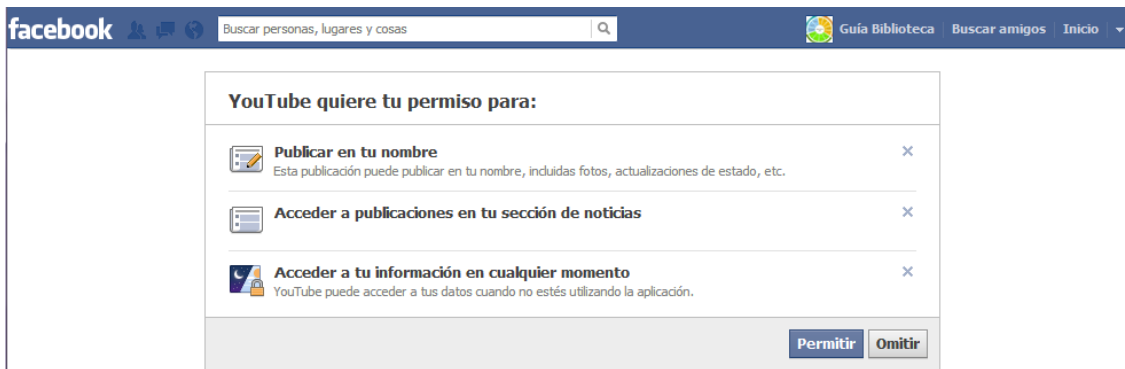 facebook Buscar personas, lugares y cosas Guía Biblioteca Buscar amigos Inicio
YouTube quiere tu permiso para:
Publicar en tu nombre
Esta publicación puede publicar en tu nombre, incluidas fotos, actualizaciones de estado, etc.
Acceder a publicaciones en tu sección de noticias
Acceder a tu información en cualquier momento
YouTube puede acceder a tus datos cuando no estés utilizando la aplicación.
Permitir Omitir